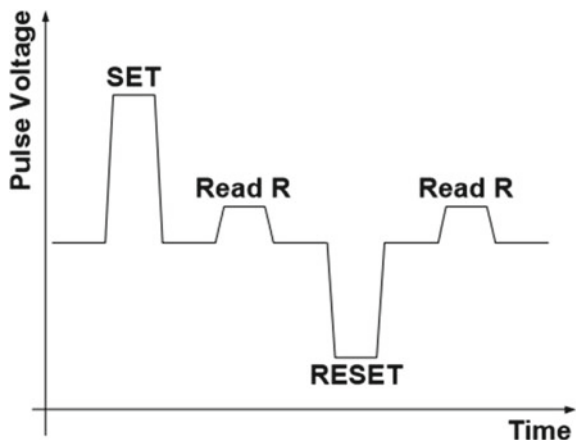 Pulse Voltage
SET
Read R
Read R
RESET
Time